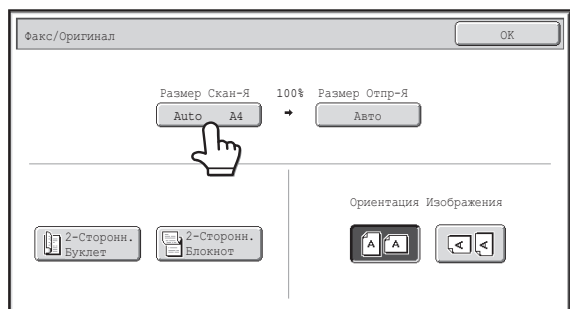 Факс/Оригинал
OK
Размер Скан-Я 100% Размер Отпр-Я
Auto A4 → Авто
Ориентация Изображения
2-Сторонн. Буклет
2-Сторонн. Блокнот
A A A A